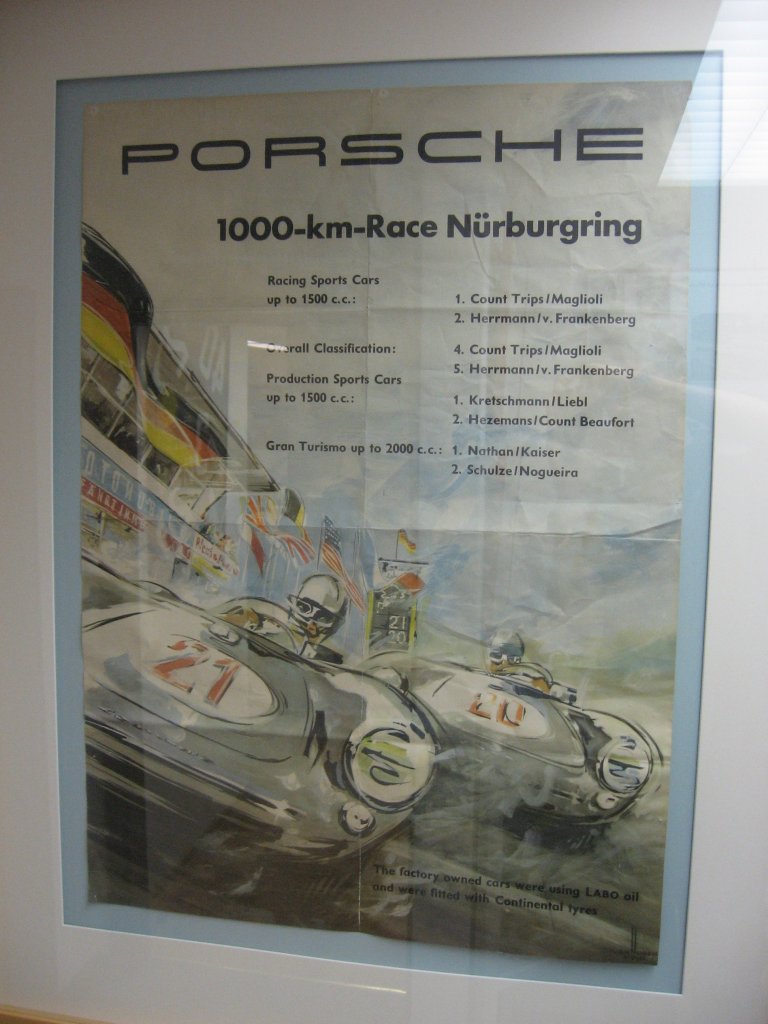 PORSCHE
1000-km-Race Nürburgring
Racing Sports Cars
up to 1500 c.c.: 1. Count Trips/Maglioli
2. Herrmann/v. Frankenberg
Overall Classification: 4. Count Trips/Maglioli
5. Herrmann/v. Frankenberg
Production Sports Cars
up to 1500 c.c.: 1. Kretschmann/Liebl
2. Hezemans/Count Beaufort
Gran Turismo up to 2000 c.c.: 1. Nathan/Kaiser
2. Schulze/Nogueira
21
20
21
20
The factory owned cars were using LABO oil
and were fitted with Continental tyres